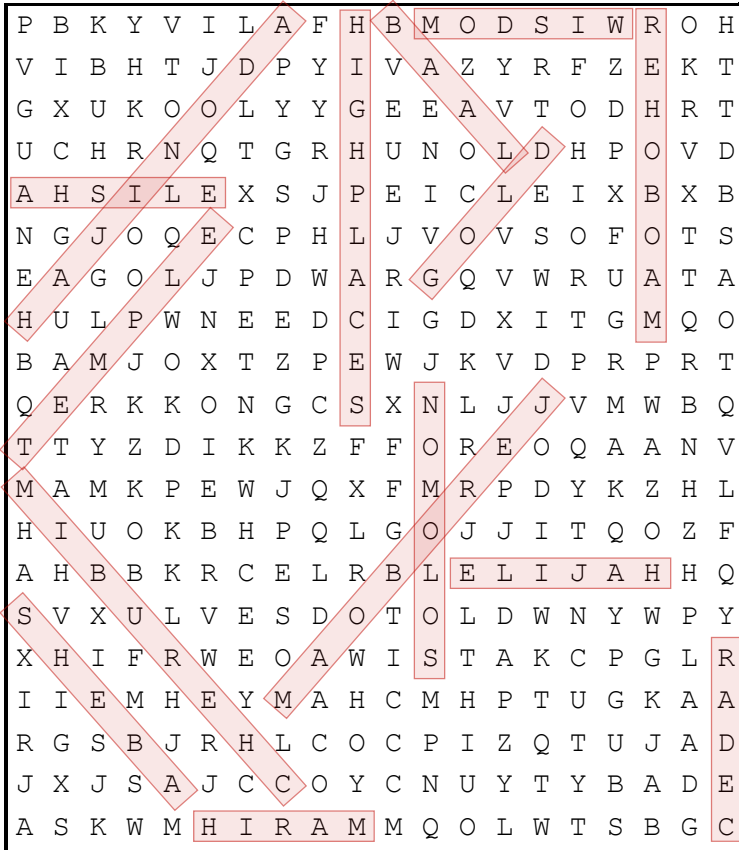 P B K Y V I L A F H B M O D S I W R O H
V I B H T J D P Y I V A Z Y R F Z E K T
G X U K O O L Y Y G E E A V T O D H R T
U C H R N Q T G R H U N O L D H P O V D
A H S I L E X S J P E I C L E I X B X B
N G J O Q E C P H L J V O V S O F O T S
E A G O L J P D W A R G Q V W R U A T A
H U L P W N E E D C I G D X I T G M Q O
B A M J O X T Z P E W J K V D P R P R T
Q E R K K O N G C S X N L J J V M W B Q
T T Y Z D I K K Z F F O R E O Q A A N V
M A M K P E W J Q X F M R P D Y K Z H L
H I U O K B H P Q L G O J J I T Q O Z F
A H B B K R C E L R B L E L I J A H H Q
S V X U L V E S D O T O L D W N Y W P Y
X H I F R W E O A W I S T A K C P G L R
I I E M H E Y M A H C M H P T U G K A A
R G S B J R H L C O C P I Z Q T U J A D
J X J S A J C C O Y C N U Y T Y B A D E
A S K W M H I R A M M Q O L W T S B G C